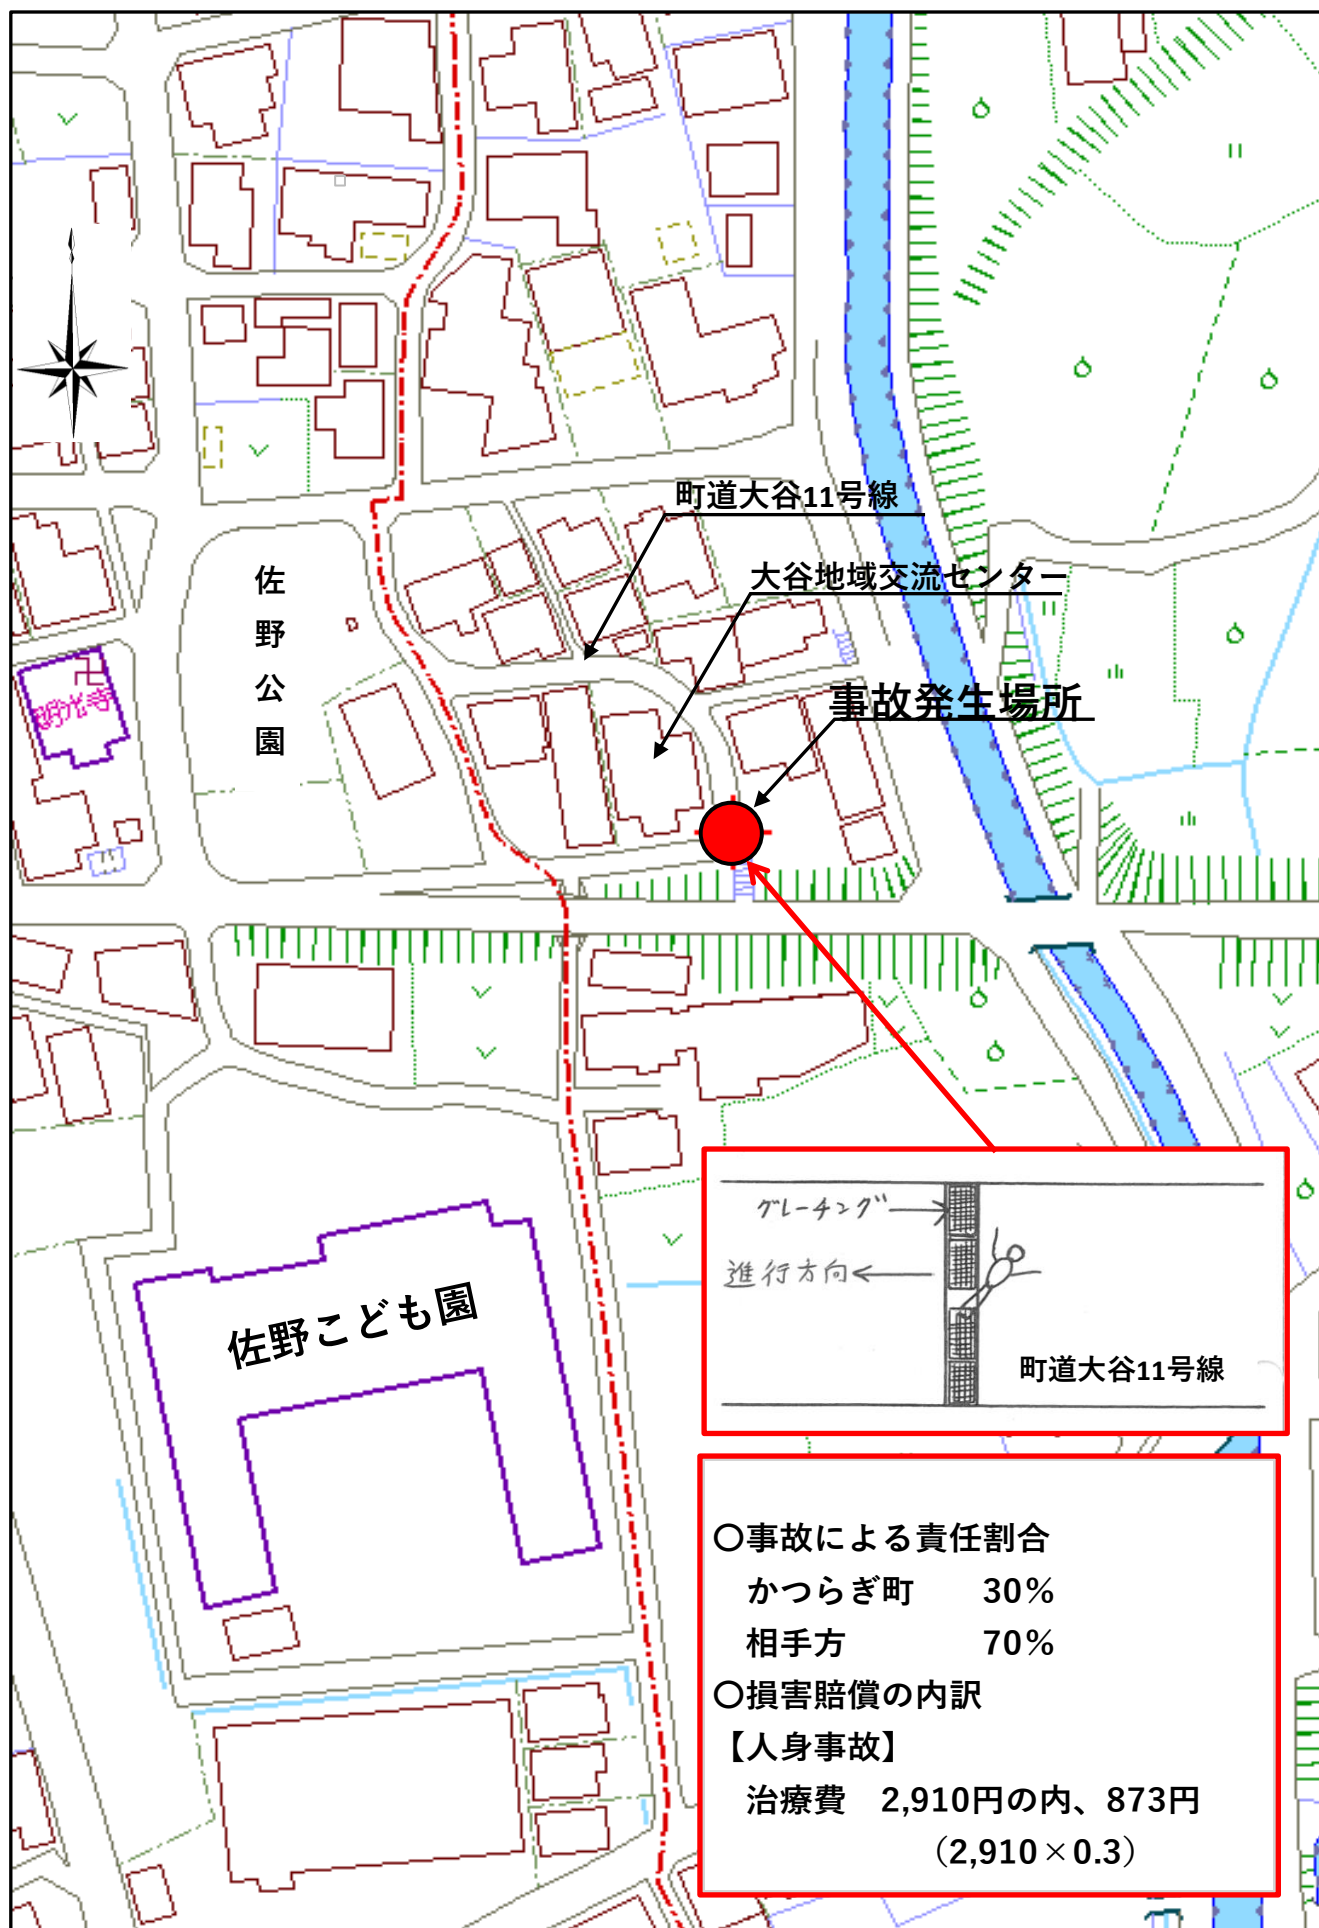 町道大谷11号線
大谷地域交流センター
佐野公園
事故発生場所
グレーチング
進行方向
町道大谷11号線
佐野こども園
〇事故による責任割合
かつらぎ町 30%
相手方 70%
〇損害賠償の内訳
【人身事故】
治療費 2,910円の内、873円
（2,910×0.3）